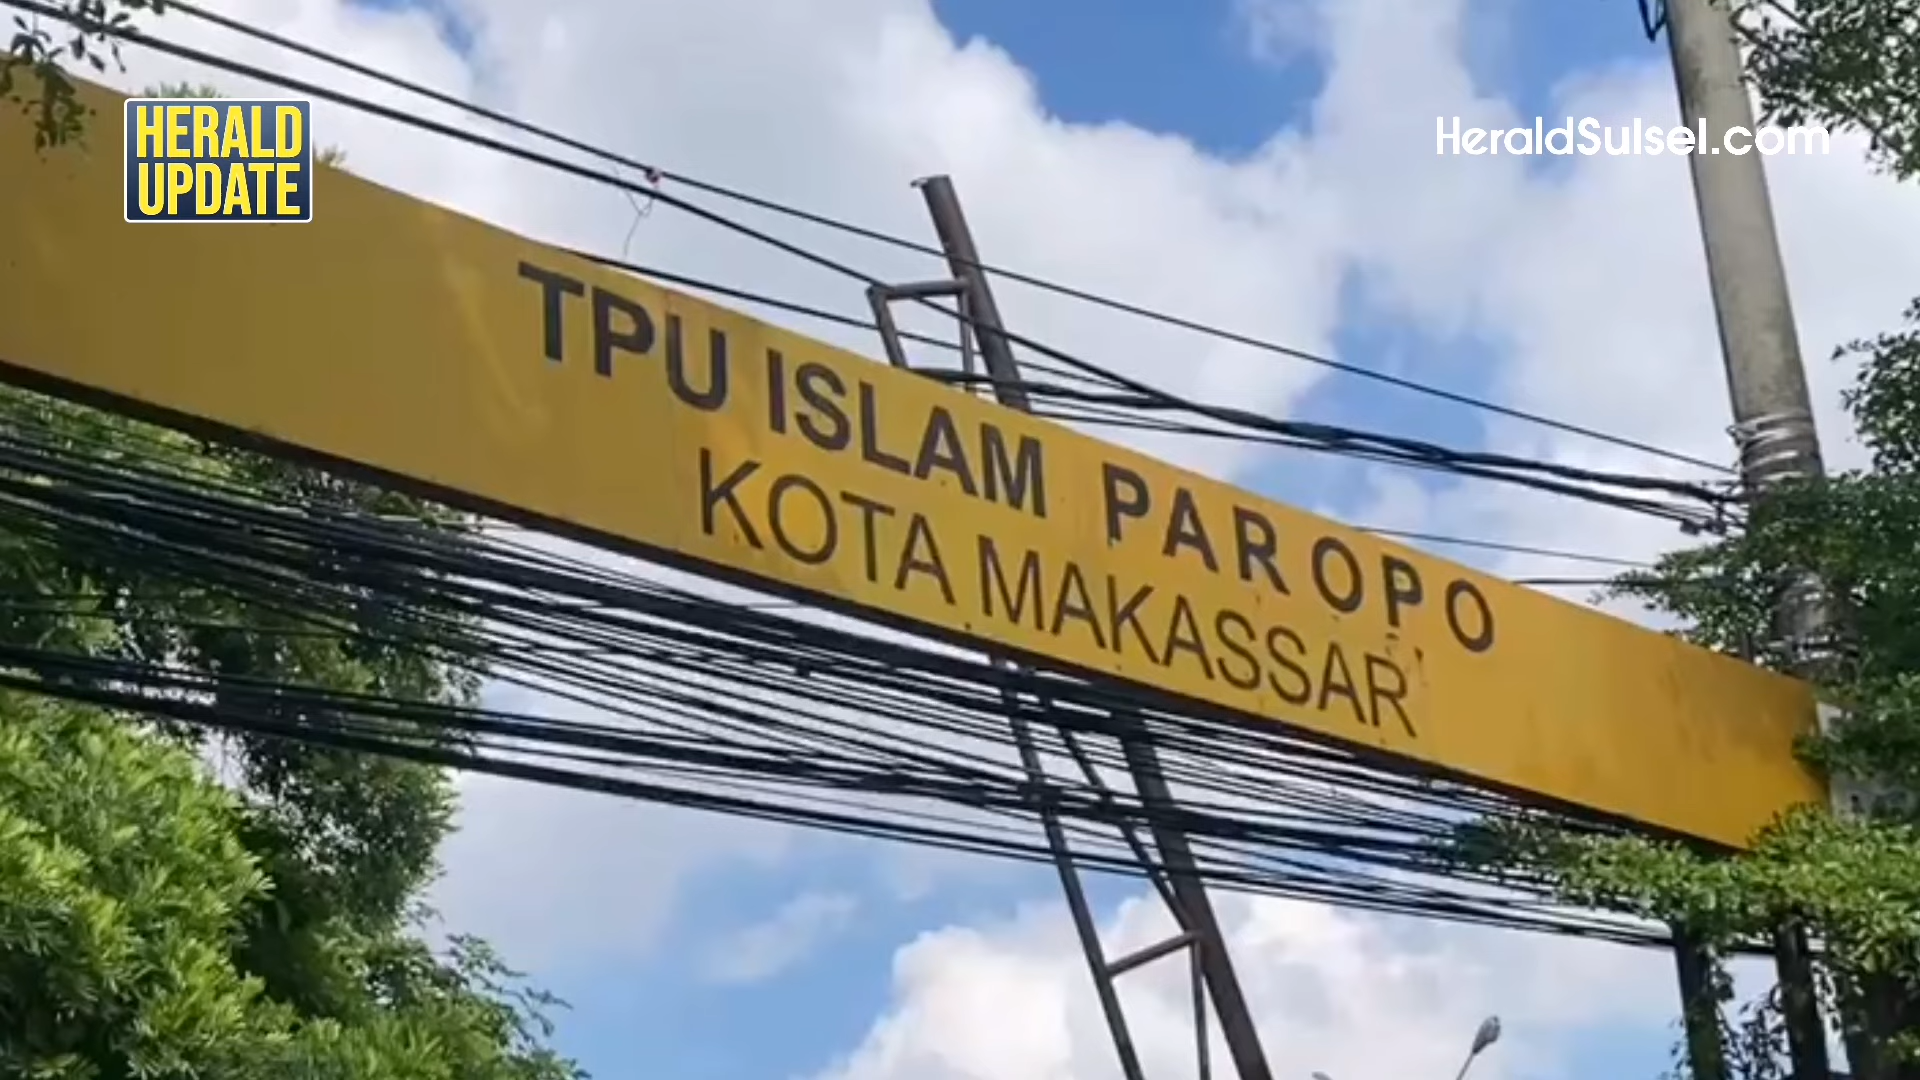 HERALD
UPDATE
HeraldSulsel.com
TPU ISLAM PAROPO
KOTA MAKASSAR